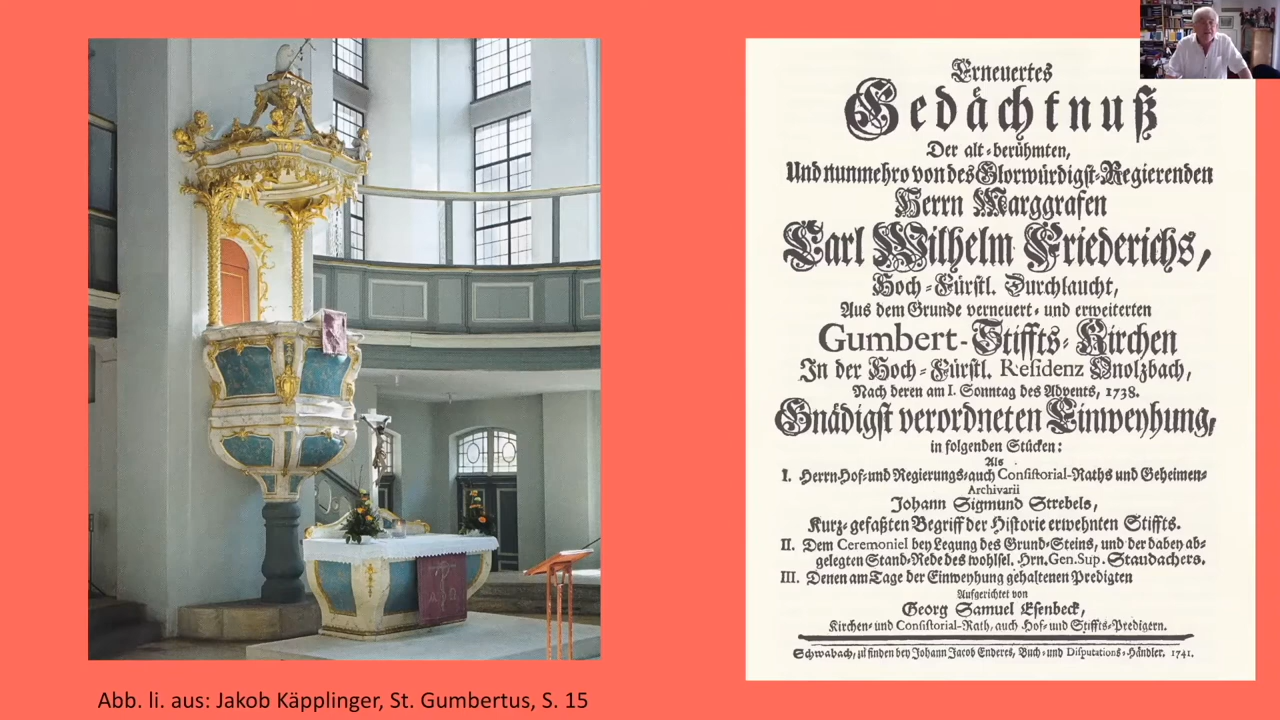 Erneuertes
Gedächtnuß
Der alt-berühmten,
Und nunmehro von des Glorwürdigst-Regierenden
Herrn Marggrafen
Carl Wilhelm Friederichs,
Hoch-Fürstl. Durchlaucht,
Aus dem Grunde verneuert- und erweiterten
Gumbert-Stiffts-Kirchen
In der Hoch-Fürstl. Residenz Onolzbach,
Nach deren am I. Sonntag des Advents, 1738.
Gnädigst verordneten Einweyhung,
in folgenden Stücken:
Als
I. Herrn Hof- und Regierungs- auch Consistorial-Raths und Geheimen-
Archivarii
Johann Sigmund Strebels,
Kurz-gefaßten Begriff der Historie erwehnten Stiffts.
II. Dem Ceremoniel bey Legung des Grund-Steins, und der dabey ab-
gelegten Stand-Rede des wohlsel. Hrn. Gen. Sup. Staudachers.
III. Denen am Tage der Einweyhung gehaltenen Predigten
Aufgerichtet von
Georg Samuel Esenbeck,
Kirchen- und Consistorial-Rath, auch Hof- und Stiffts-Predigern.
Schwabach, zu finden bey Johann Jacob Enderes, Buch- und Disputations-Händler. 1741.
Α Ω
Abb. li. aus: Jakob Käpplinger, St. Gumbertus, S. 15